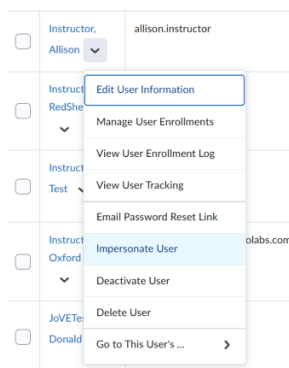 Instructor, allison.instructor
Allison
Edit User Information
Instruct
RedShe
Manage User Enrollments
View User Enrollment Log
Instruct
Test
View User Tracking
Email Password Reset Link
Instruct olabs.com
Oxford
Impersonate User
Deactivate User
Delete User
JoVETe
Donald
Go to This User's ...